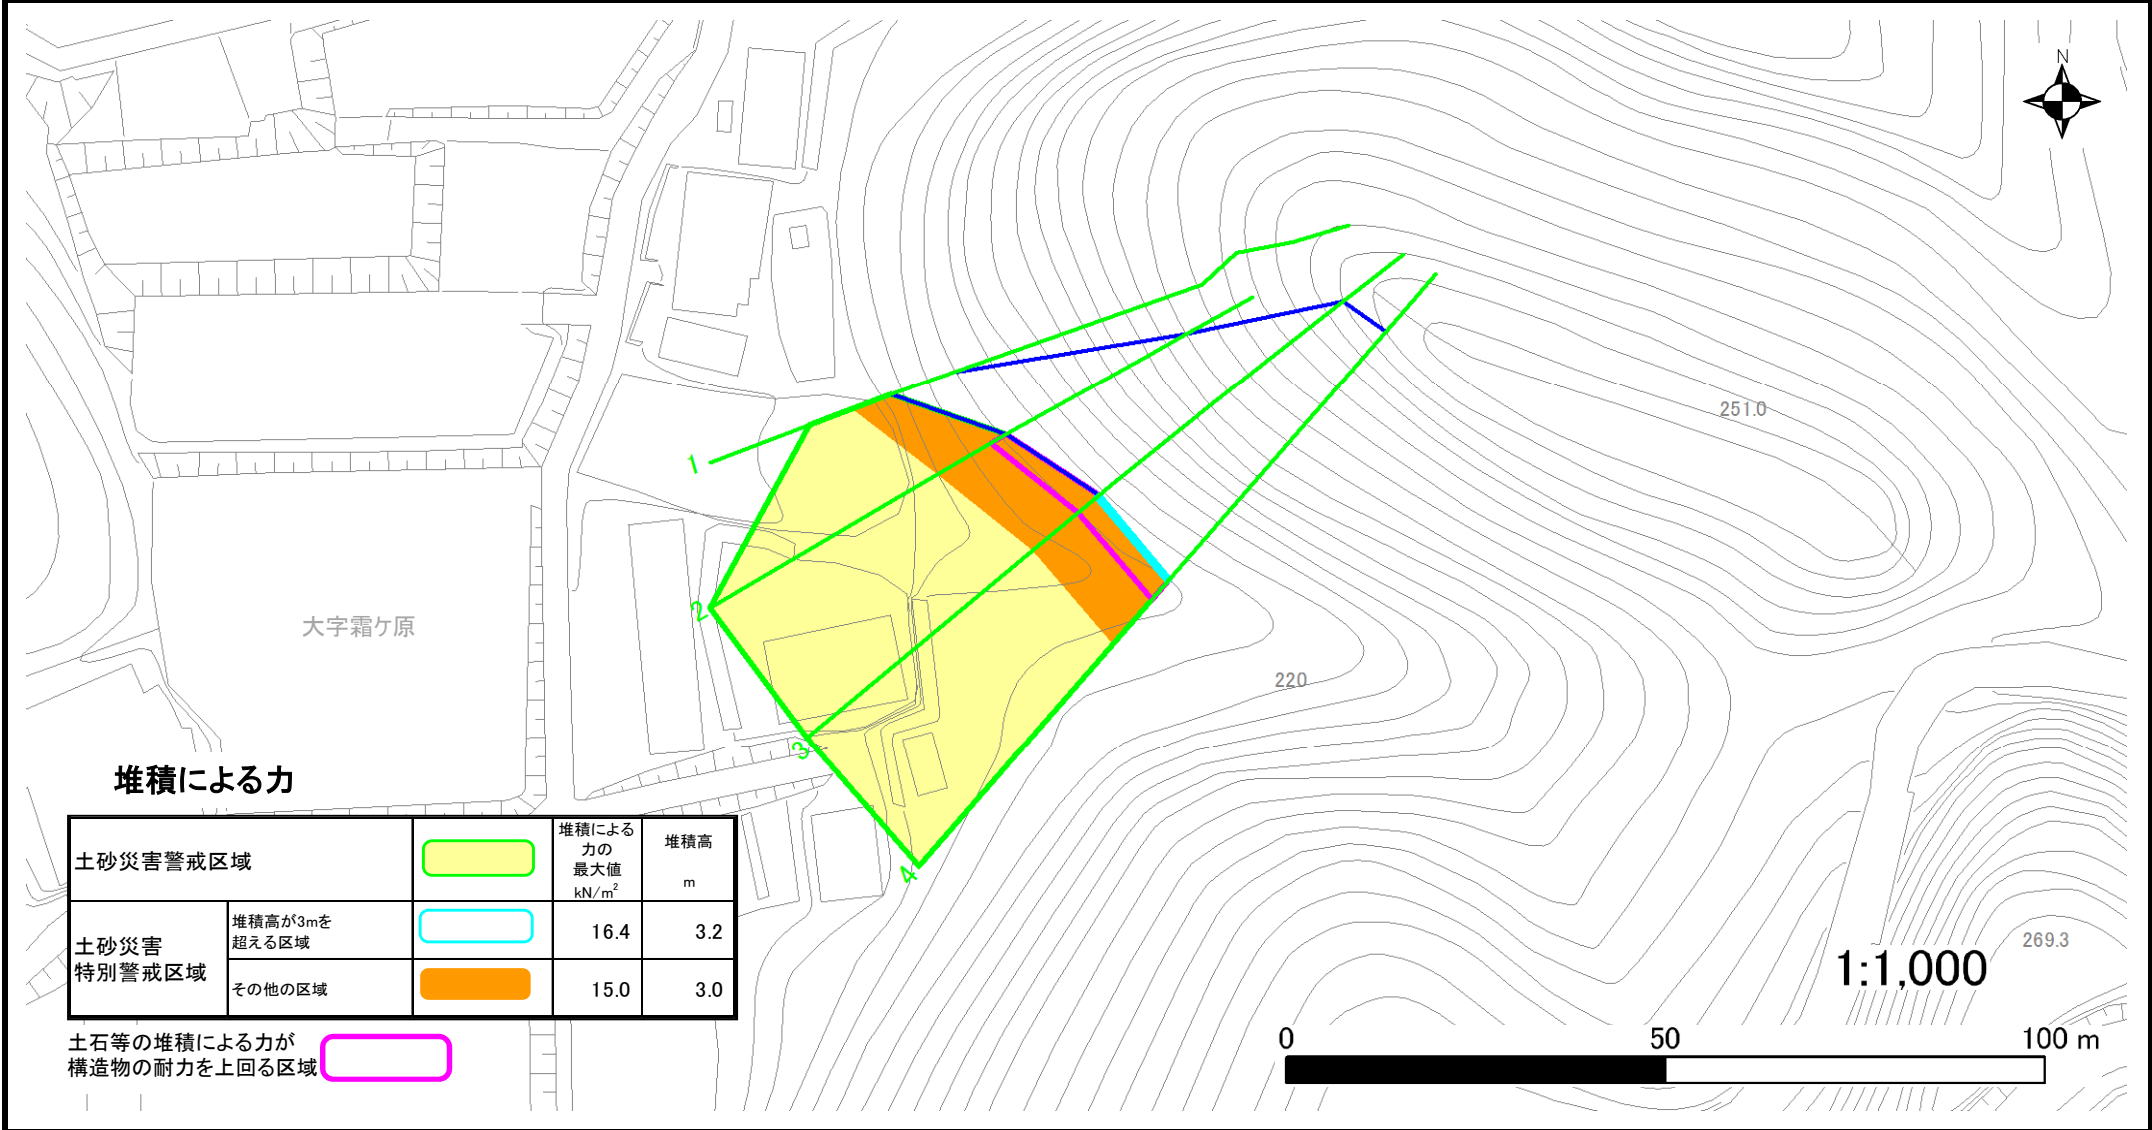 N
251.0
1
2
大字霜ケ原
220
3
4
堆積による力
土砂災害警戒区域
堆積による
力の
最大値
kN/m²
堆積高
m
土砂災害
特別警戒区域
堆積高が3mを
超える区域
16.4
3.2
その他の区域
15.0
3.0
土石等の堆積による力が
構造物の耐力を上回る区域
269.3
1:1,000
0
50
100 m